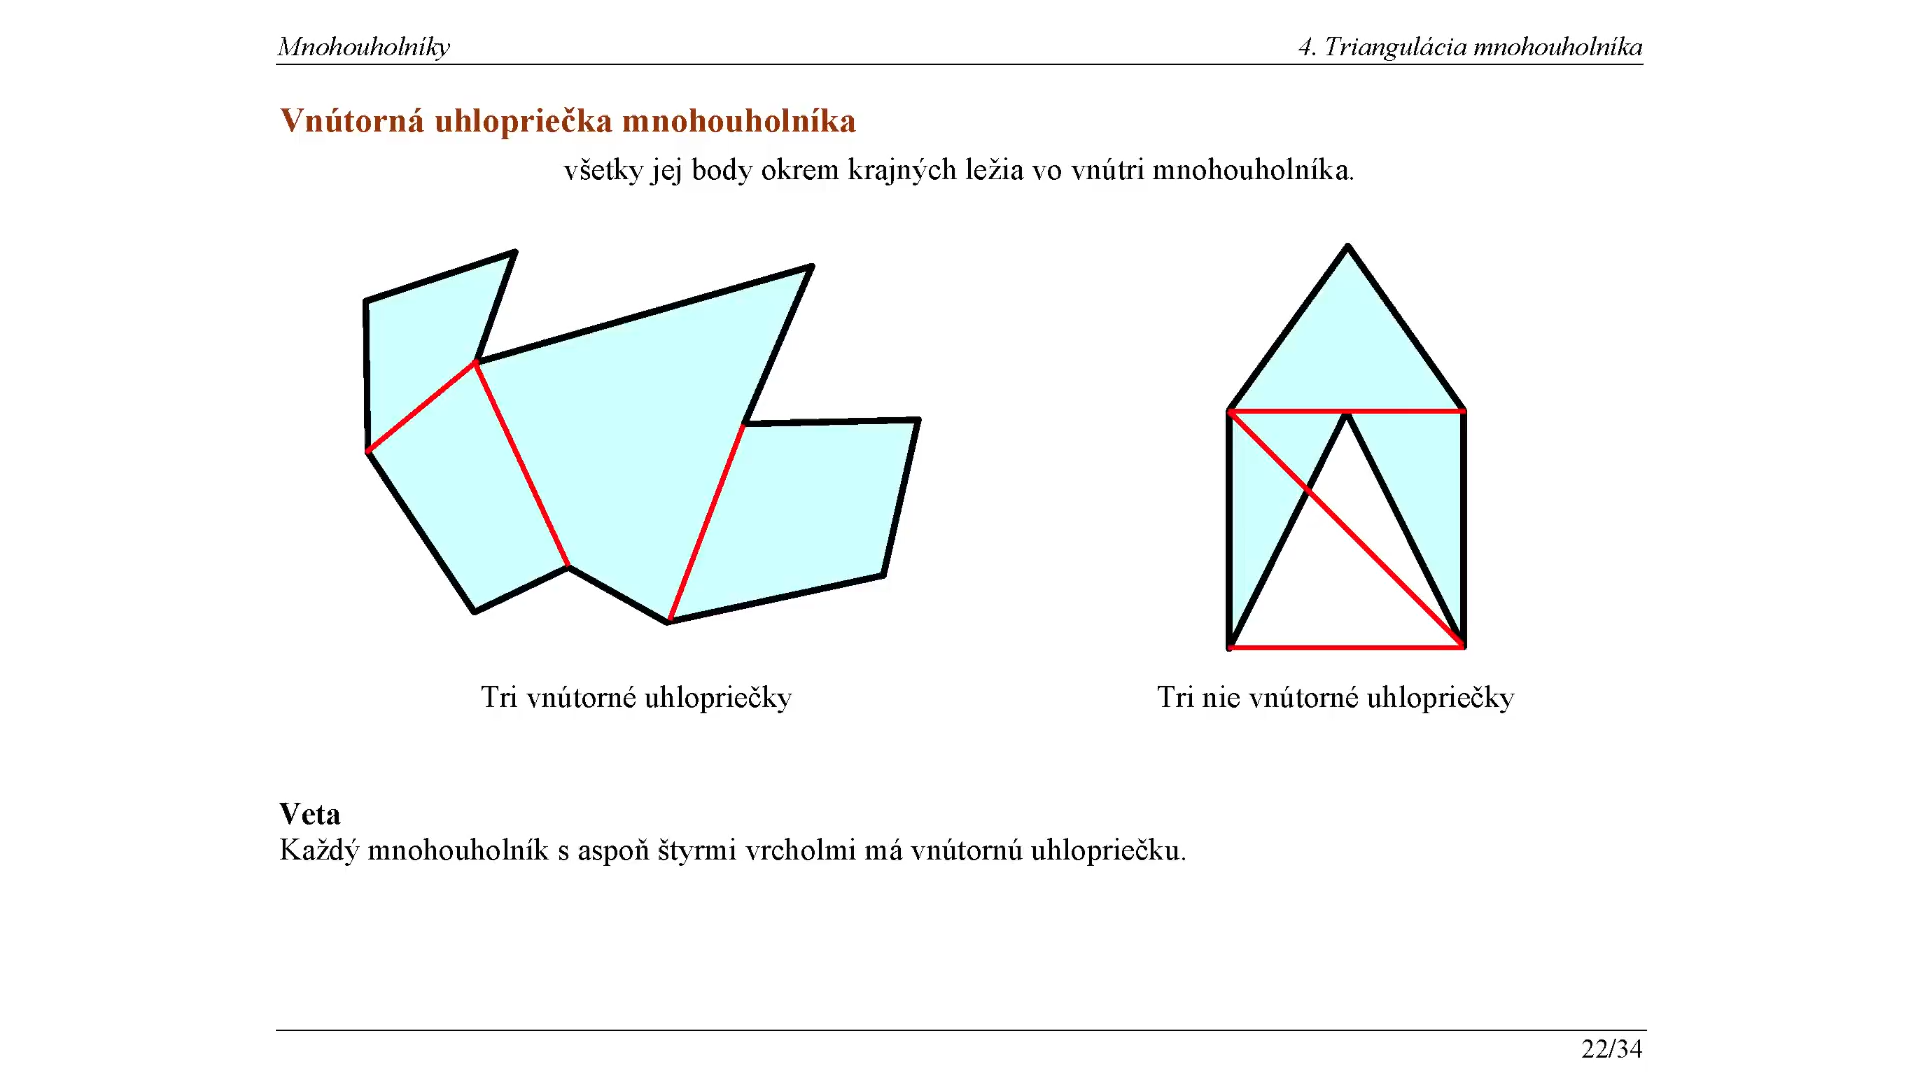 Mnohouholníky
4. Triangulácia mnohouholníka
Vnútorná uhlopriečka mnohouholníka
všetky jej body okrem krajných ležia vo vnútri mnohouholníka.
Tri vnútorné uhlopriečky
Tri nie vnútorné uhlopriečky
Veta
Každý mnohouholník s aspoň štyrmi vrcholmi má vnútornú uhlopriečku.
22/34